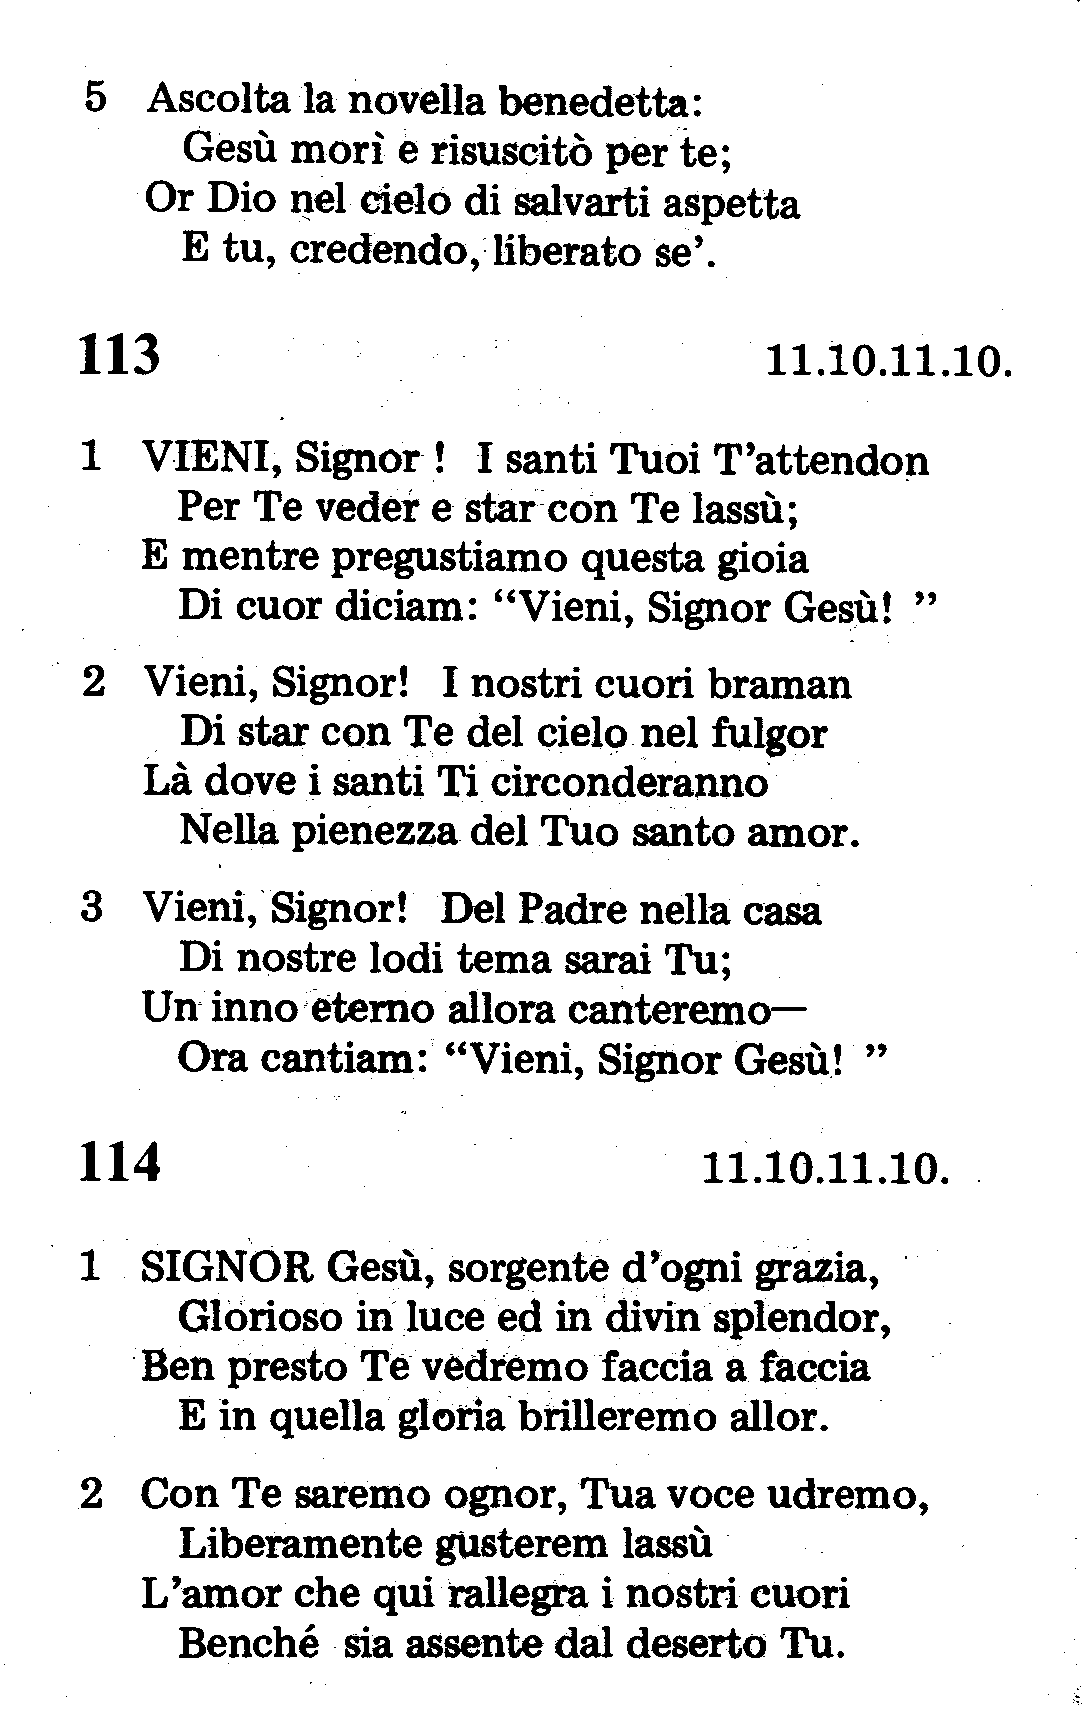 5 Ascolta la novella benedetta:
Gesù morì e risuscitò per te;
Or Dio nel cielo di salvarti aspetta
E tu, credendo, liberato se’.
113 11.10.11.10.
1 VIENI, Signor ! I santi Tuoi T’attendon
Per Te veder e star con Te lassù;
E mentre pregustiamo questa gioia
Di cuor diciam: “Vieni, Signor Gesù! ”
2 Vieni, Signor! I nostri cuori braman
Di star con Te del cielo nel fulgor
Là dove i santi Ti circonderanno
Nella pienezza del Tuo santo amor.
3 Vieni, Signor! Del Padre nella casa
Di nostre lodi tema sarai Tu;
Un inno eterno allora canteremo—
Ora cantiam: “Vieni, Signor Gesù! ”
114 11.10.11.10.
1 SIGNOR Gesù, sorgente d’ogni grazia,
Glorioso in luce ed in divin splendor,
Ben presto Te vedremo faccia a faccia
E in quella gloria brilleremo allor.
2 Con Te saremo ognor, Tua voce udremo,
Liberamente gusterem lassù
L’amor che qui rallegra i nostri cuori
Benché sia assente dal deserto Tu.